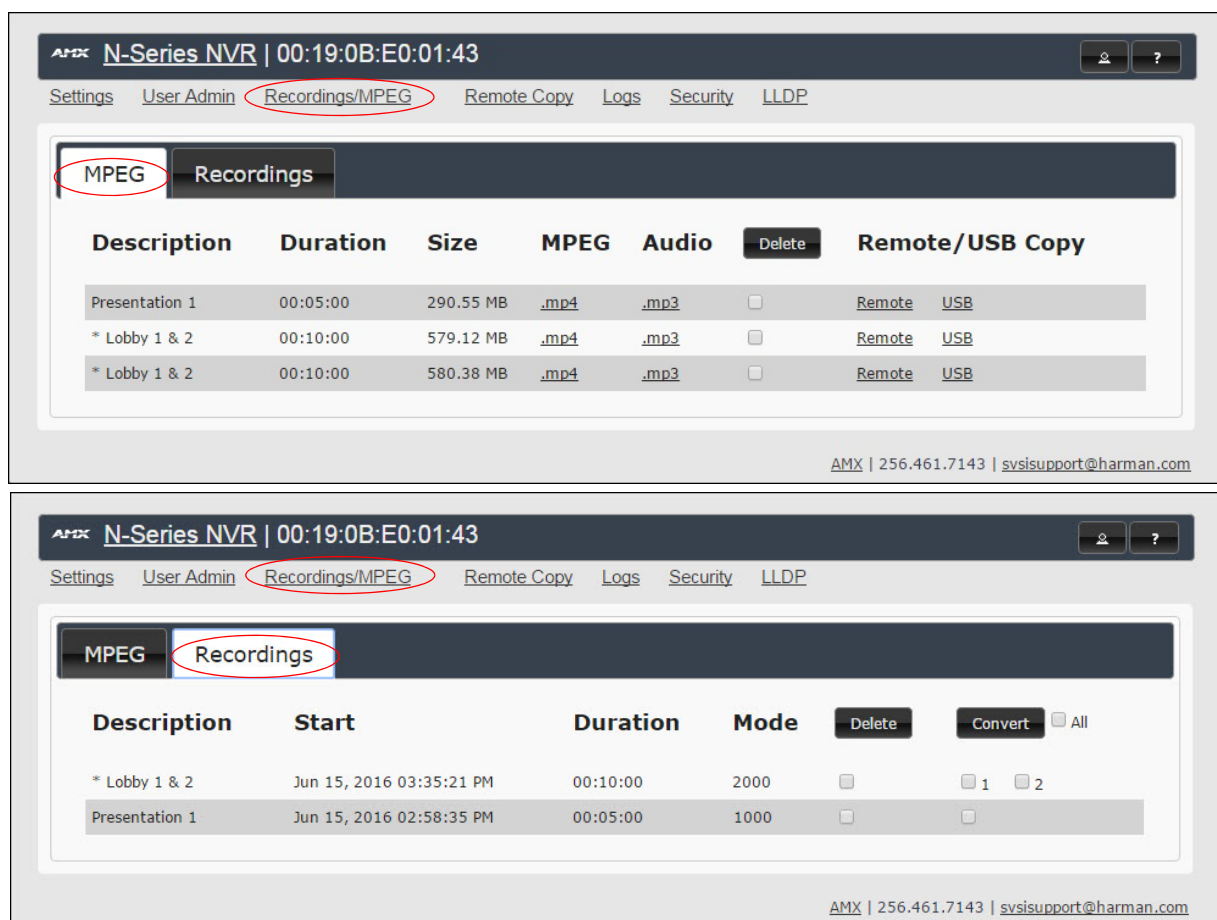 AMX N-Series NVR | 00:19:0B:E0:01:43 ?
Settings User Admin Recordings/MPEG Remote Copy Logs Security LLDP
MPEG Recordings
Description Duration Size MPEG Audio Delete Remote/USB Copy
Presentation 1 00:05:00 290.55 MB .mp4 .mp3 Remote USB
* Lobby 1 & 2 00:10:00 579.12 MB .mp4 .mp3 Remote USB
* Lobby 1 & 2 00:10:00 580.38 MB .mp4 .mp3 Remote USB
AMX | 256.461.7143 | svsisupport@harman.com
AMX N-Series NVR | 00:19:0B:E0:01:43 ?
Settings User Admin Recordings/MPEG Remote Copy Logs Security LLDP
MPEG Recordings
Description Start Duration Mode Delete Convert All
* Lobby 1 & 2 Jun 15, 2016 03:35:21 PM 00:10:00 2000 1 2
Presentation 1 Jun 15, 2016 02:58:35 PM 00:05:00 1000
AMX | 256.461.7143 | svsisupport@harman.com